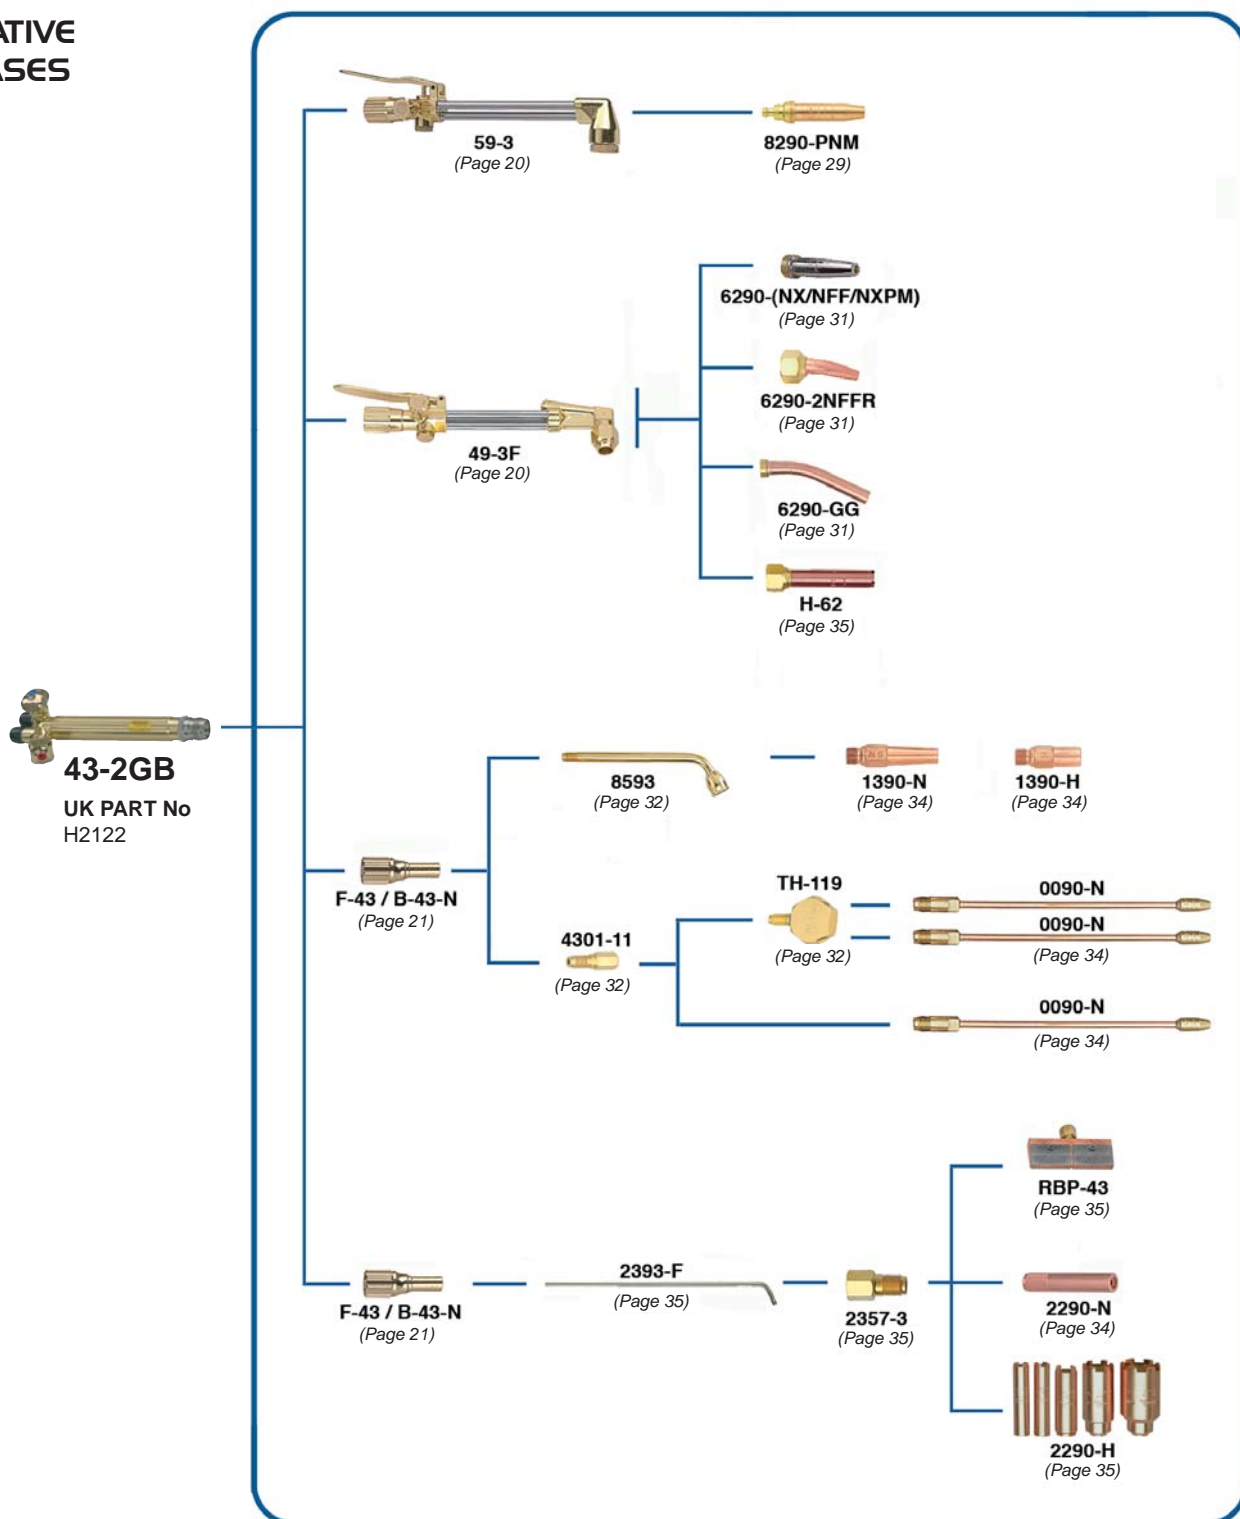 ATIVE
ASES
59-3
(Page 20)
8290-PNM
(Page 29)
6290-(NX/NFF/NXPM)
(Page 31)
6290-2NFFR
(Page 31)
49-3F
(Page 20)
6290-GG
(Page 31)
H-62
(Page 35)
43-2GB
UK PART No
H2122
8593
(Page 32)
1390-N
(Page 34)
1390-H
(Page 34)
F-43 / B-43-N
(Page 21)
TH-119
(Page 32)
0090-N
0090-N
(Page 34)
4301-11
(Page 32)
0090-N
(Page 34)
RBP-43
(Page 35)
F-43 / B-43-N
(Page 21)
2393-F
(Page 35)
2357-3
(Page 35)
2290-N
(Page 34)
2290-H
(Page 35)